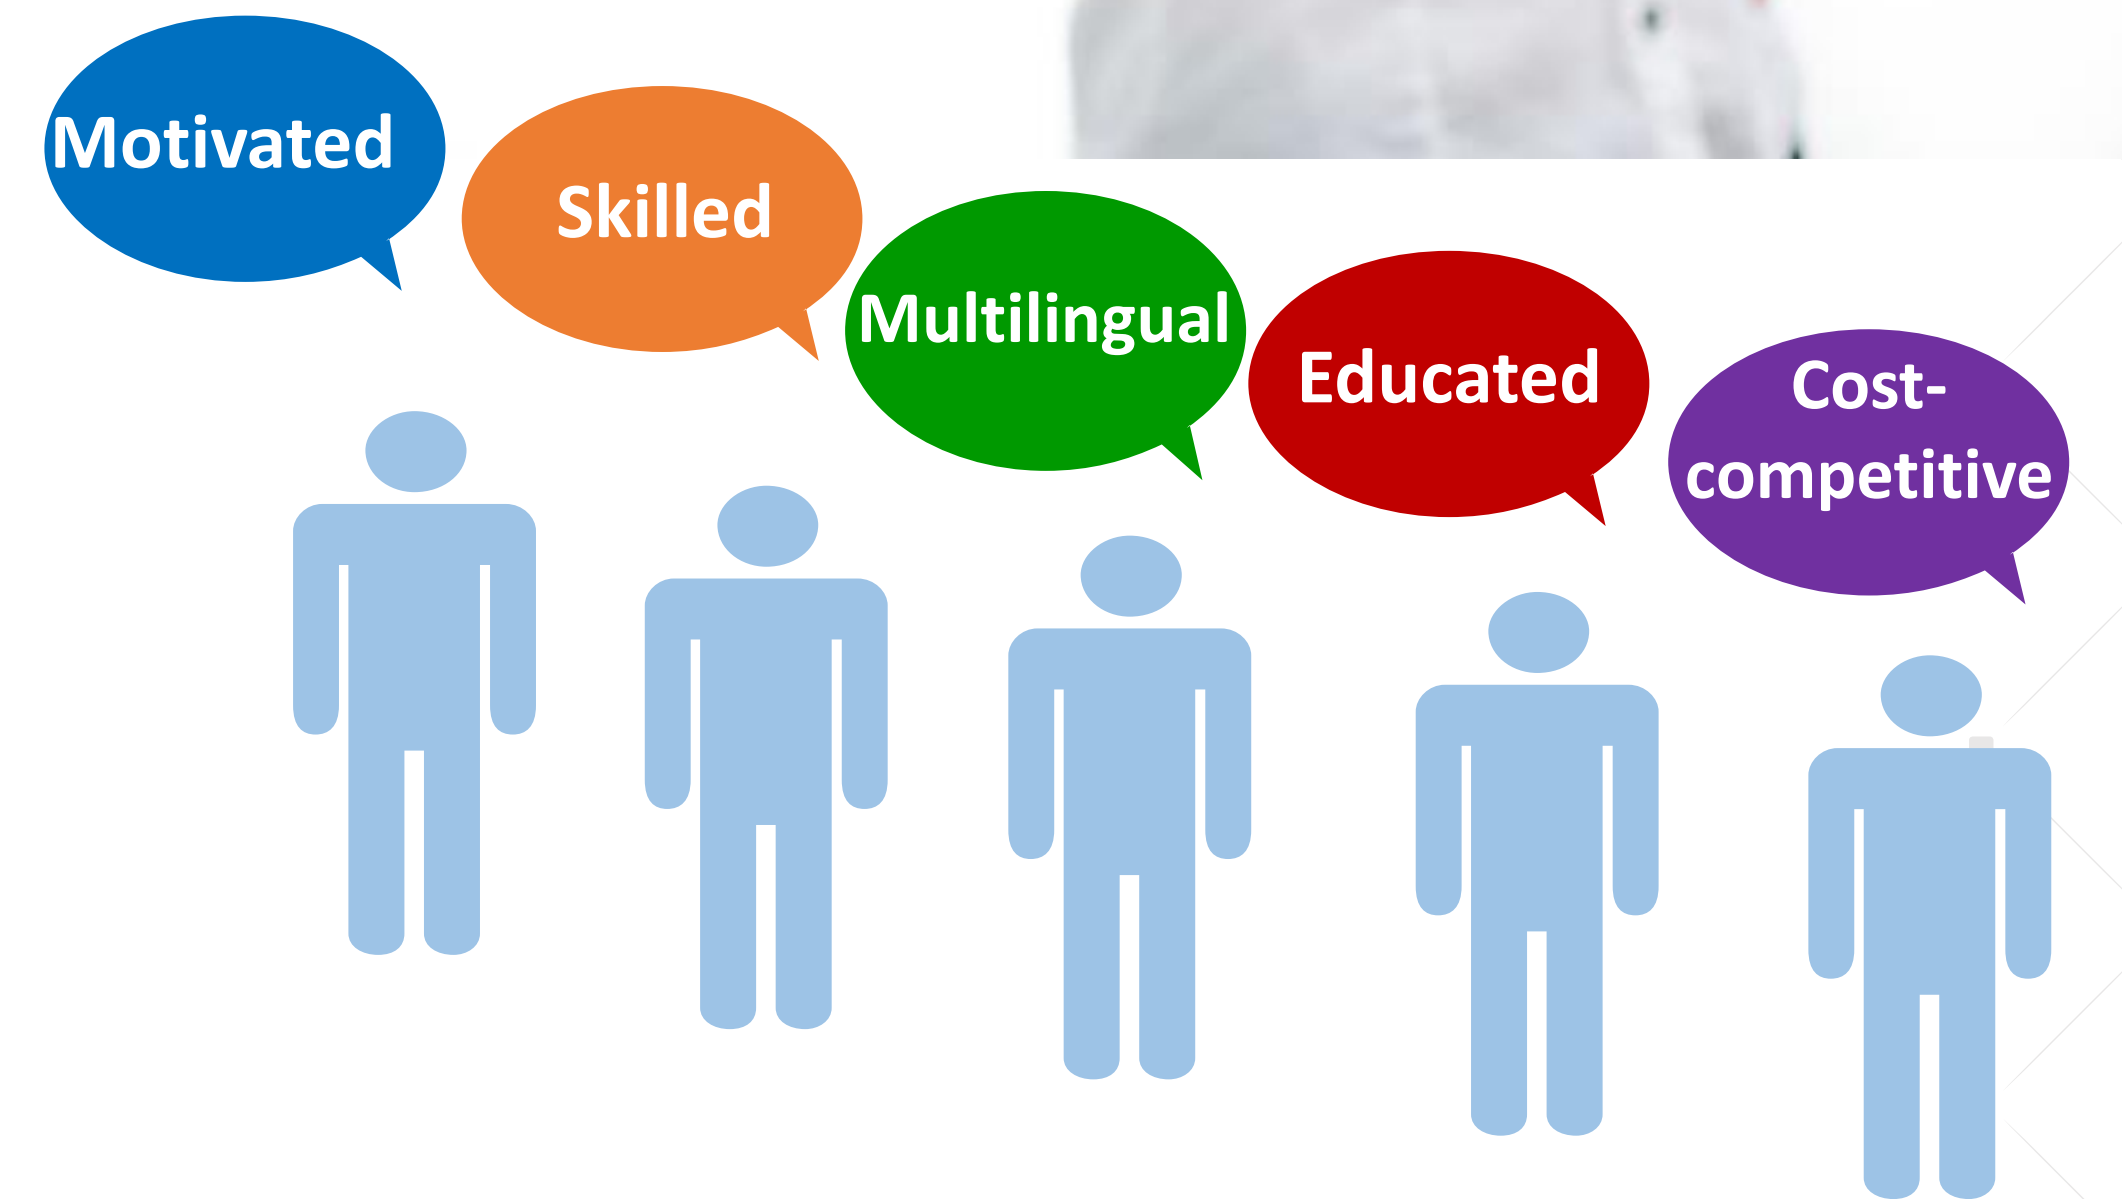 Motivated
Skilled
Multilingual
Educated
Cost-
competitive